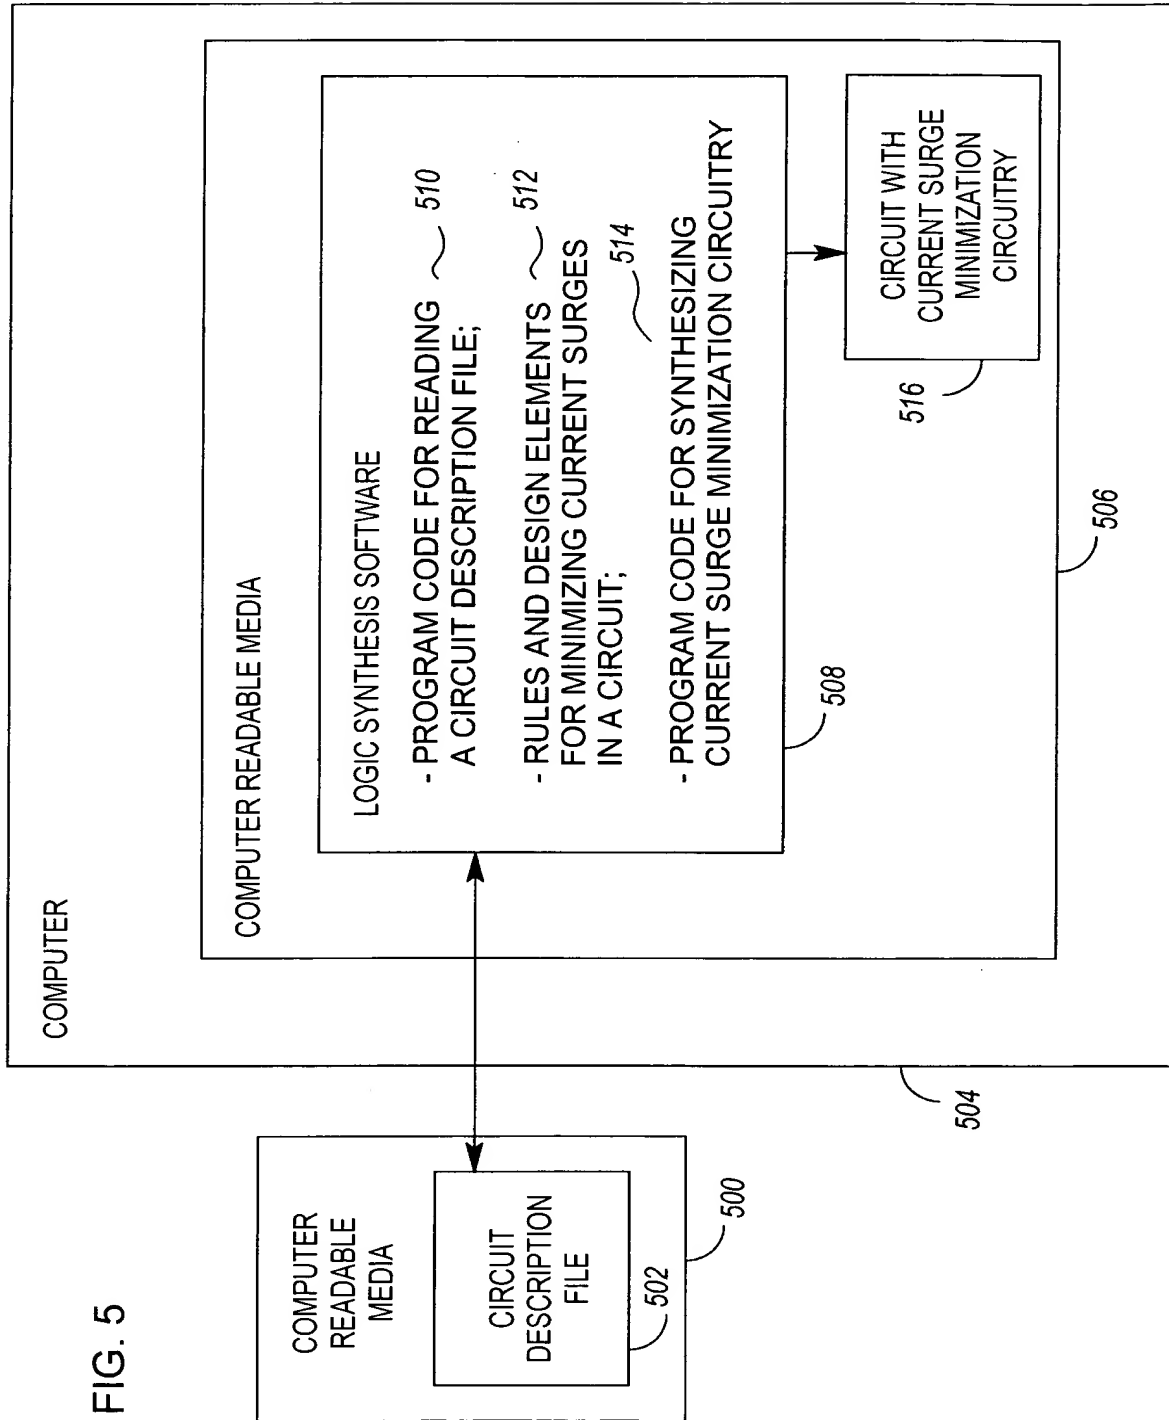 FIG. 5
COMPUTER
READABLE
MEDIA
CIRCUIT
DESCRIPTION
FILE
502
500
COMPUTER
504
COMPUTER READABLE MEDIA
506
LOGIC SYNTHESIS SOFTWARE
- PROGRAM CODE FOR READING 510
A CIRCUIT DESCRIPTION FILE;
- RULES AND DESIGN ELEMENTS 512
FOR MINIMIZING CURRENT SURGES
IN A CIRCUIT;
514
- PROGRAM CODE FOR SYNTHESIZING
CURRENT SURGE MINIMIZATION CIRCUITRY
508
CIRCUIT WITH
CURRENT SURGE
MINIMIZATION
CIRCUITRY
516